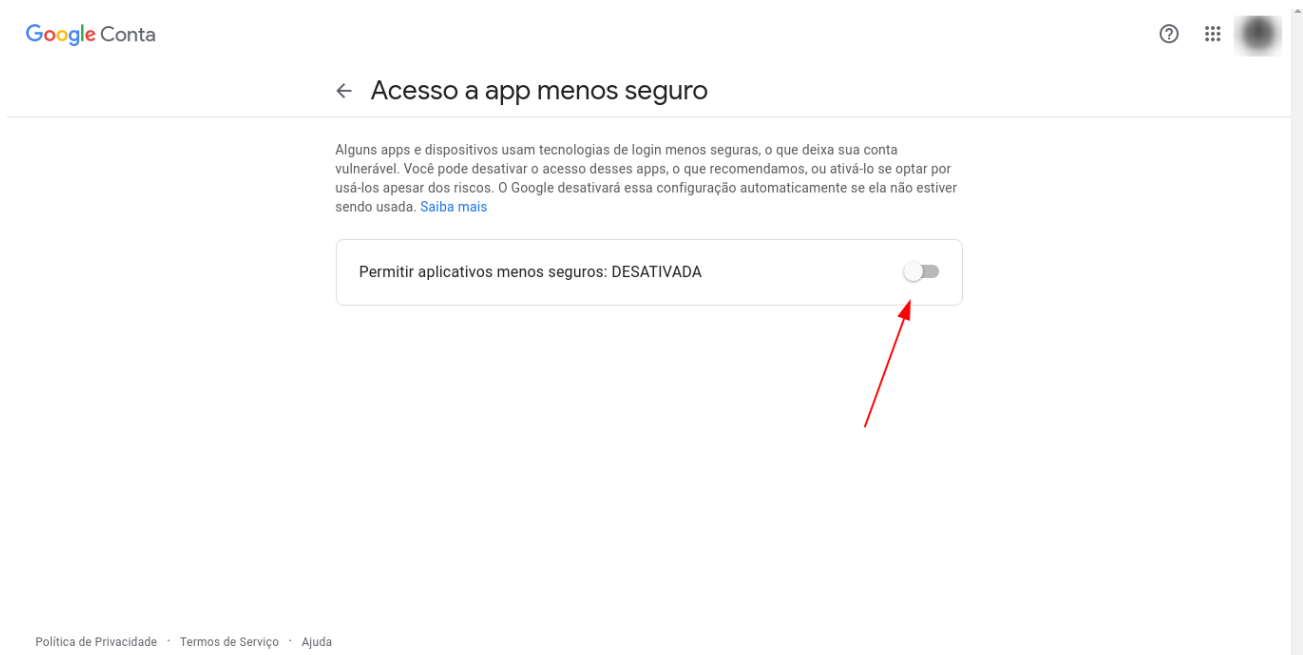 Google Conta
Acesso a app menos seguro
Alguns apps e dispositivos usam tecnologias de login menos seguras, o que deixa sua conta
vulnerável. Você pode desativar o acesso desses apps, o que recomendamos, ou ativá-lo se optar por
usá-los apesar dos riscos. O Google desativará essa configuração automaticamente se ela não estiver
sendo usada. Saiba mais
Permitir aplicativos menos seguros: DESATIVADA
Política de Privacidade · Termos de Serviço · Ajuda